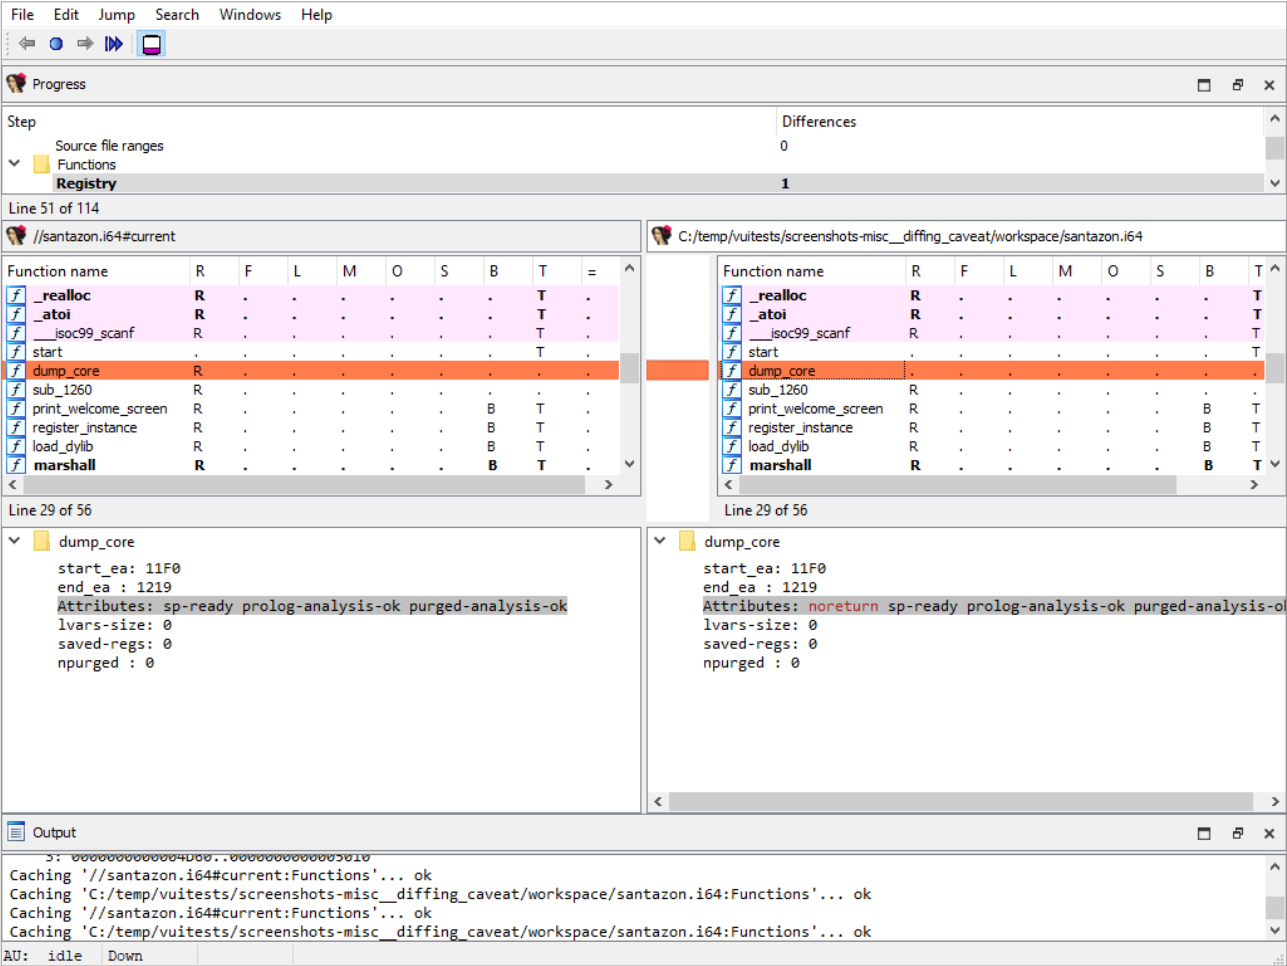 File Edit Jump Search Windows Help
Progress
Step Differences
Source file ranges 0
Functions
Registry 1
Line 51 of 114
//santazon.i64#current
Function name R F L M O S B T =
_realloc R . . . . . . T .
_atoi R . . . . . . T .
___isoc99_scanf R . . . . . . T .
start . . . . . . . T .
dump_core R . . . . . . . .
sub_1260 R . . . . . . . .
print_welcome_screen R . . . . . B T .
register_instance R . . . . . B T .
load_dylib R . . . . . B T .
marshall R . . . . . B T .
Line 29 of 56
C:/temp/vuitests/screenshots-misc__diffing_caveat/workspace/santazon.i64
Function name R F L M O S B T
_realloc R . . . . . . T
_atoi R . . . . . . T
___isoc99_scanf R . . . . . . T
start . . . . . . . T
dump_core . . . . . . . .
sub_1260 R . . . . . . .
print_welcome_screen R . . . . . B T
register_instance R . . . . . B T
load_dylib R . . . . . B T
marshall R . . . . . B T
Line 29 of 56
dump_core
start_ea: 11F0
end_ea : 1219
Attributes: sp-ready prolog-analysis-ok purged-analysis-ok
lvars-size: 0
saved-regs: 0
npurged : 0
dump_core
start_ea: 11F0
end_ea : 1219
Attributes: noreturn sp-ready prolog-analysis-ok purged-analysis-o
lvars-size: 0
saved-regs: 0
npurged : 0
Output
3: 0000000000004D60..0000000000005010
Caching '//santazon.i64#current:Functions'... ok
Caching 'C:/temp/vuitests/screenshots-misc__diffing_caveat/workspace/santazon.i64:Functions'... ok
Caching '//santazon.i64#current:Functions'... ok
Caching 'C:/temp/vuitests/screenshots-misc__diffing_caveat/workspace/santazon.i64:Functions'... ok
AU: idle Down